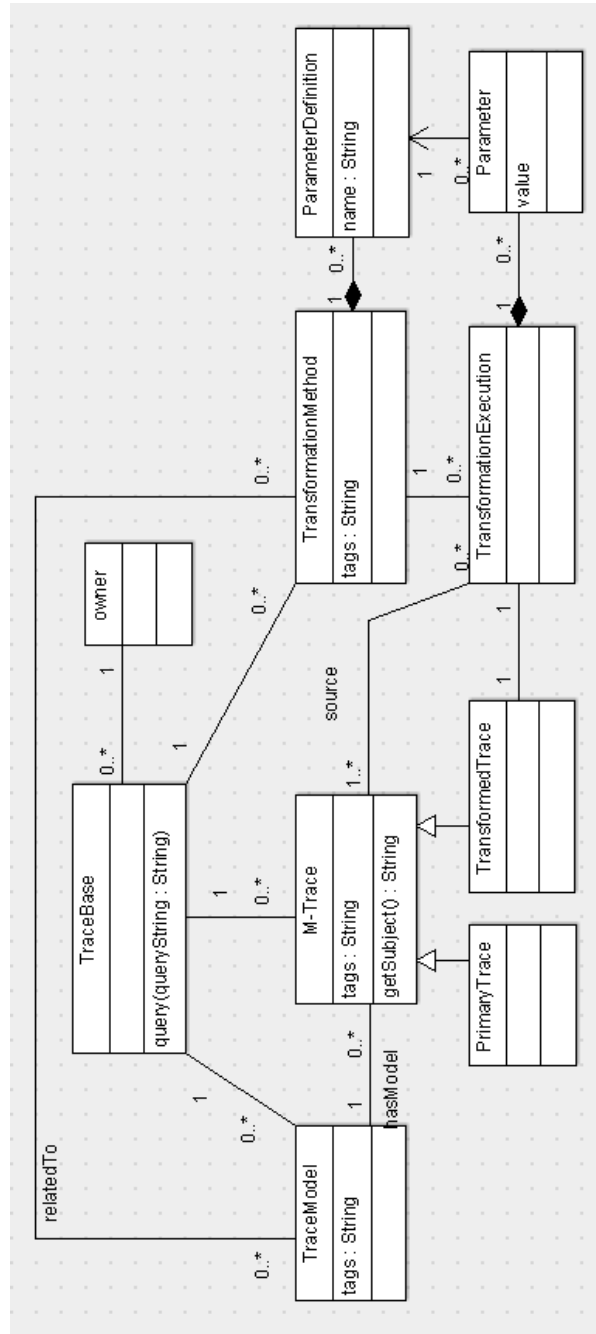 relatedTo
TraceBase
owner
0..*
1
query(queryString : String)
1
1
1
0..*
0..*
0..*
0..*
0..*
TraceModel
tags : String
M-Trace
tags : String
getSubject() : String
source
TransformationMethod
tags : String
ParameterDefinition
name : String
1
0..*
1
0..*
hasModel
1..*
1
0..*
0..*
1
0..*
PrimaryTrace
TransformedTrace
1
1
TransformationExecution
1
0..*
Parameter
value